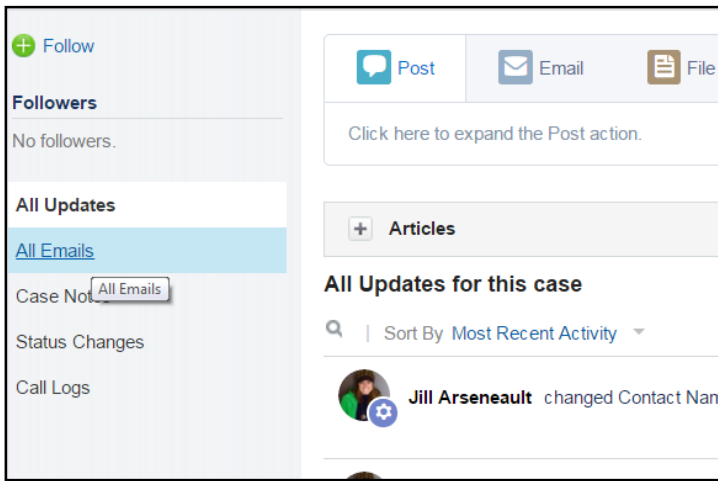 Follow
Followers
No followers.
All Updates
All Emails
All Emails
Case
Status Changes
Call Logs
Post
Email
File
Click here to expand the Post action.
Articles
All Updates for this case
Sort By Most Recent Activity
Jill Arseneault changed Contact